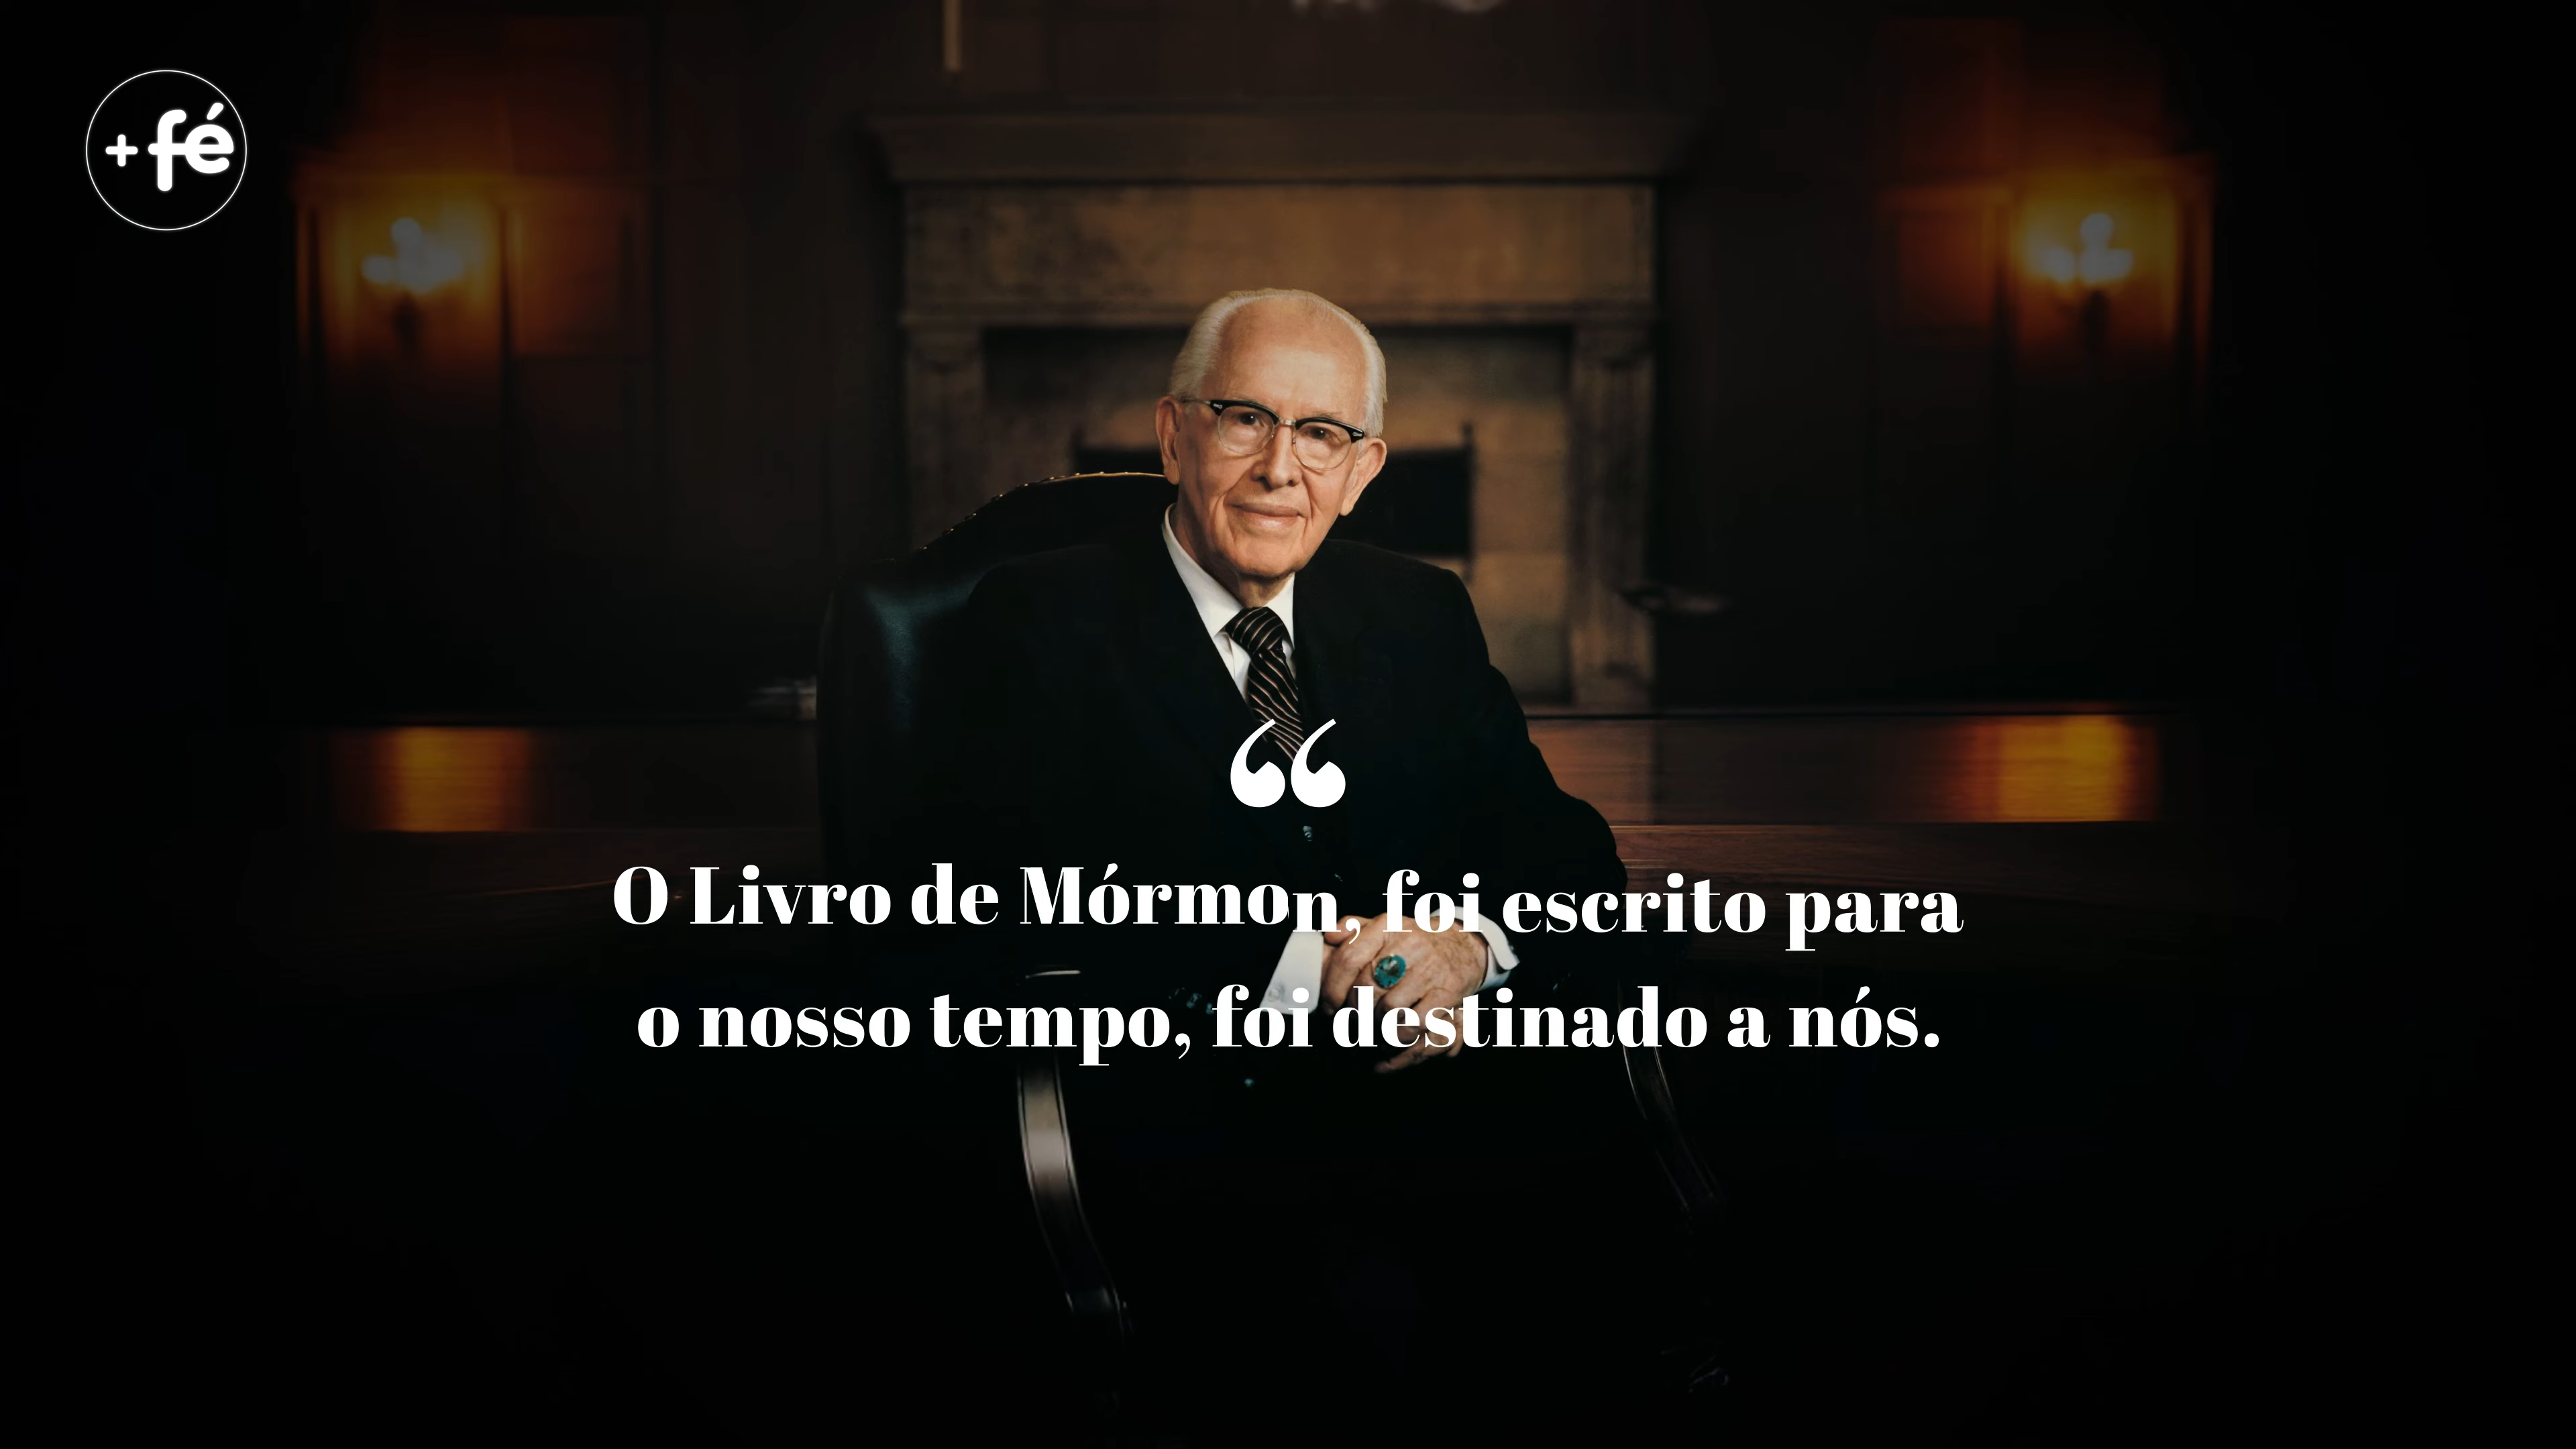 + fé
“
O Livro de Mórmon, foi escrito para
o nosso tempo, foi destinado a nós.